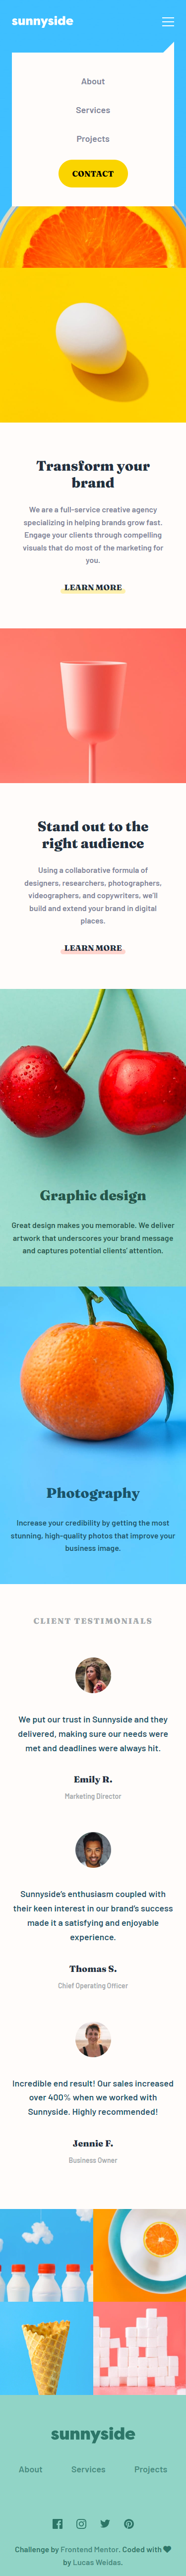 sunnyside
About
Services
Projects
CONTACT
Transform your
brand
We are a full-service creative agency
specializing in helping brands grow fast.
Engage your clients through compelling
visuals that do most of the marketing for
you.
LEARN MORE
Stand out to the
right audience
Using a collaborative formula of
designers, researchers, photographers,
videographers, and copywriters, we'll
build and extend your brand in digital
places.
LEARN MORE
Graphic design
Great design makes you memorable. We deliver
artwork that underscores your brand message
and captures potential clients' attention.
Photography
Increase your credibility by getting the most
stunning, high-quality photos that improve your
business image.
CLIENT TESTIMONIALS
We put our trust in Sunnyside and they
delivered, making sure our needs were
met and deadlines were always hit.
Emily R.
Marketing Director
Sunnyside's enthusiasm coupled with
their keen interest in our brand's success
made it a satisfying and enjoyable
experience.
Thomas S.
Chief Operating Officer
Incredible end result! Our sales increased
over 400% when we worked with
Sunnyside. Highly recommended!
Jennie F.
Business Owner
sunnyside
About Services Projects
Challenge by Frontend Mentor. Coded with ♥
by Lucas Weidas.